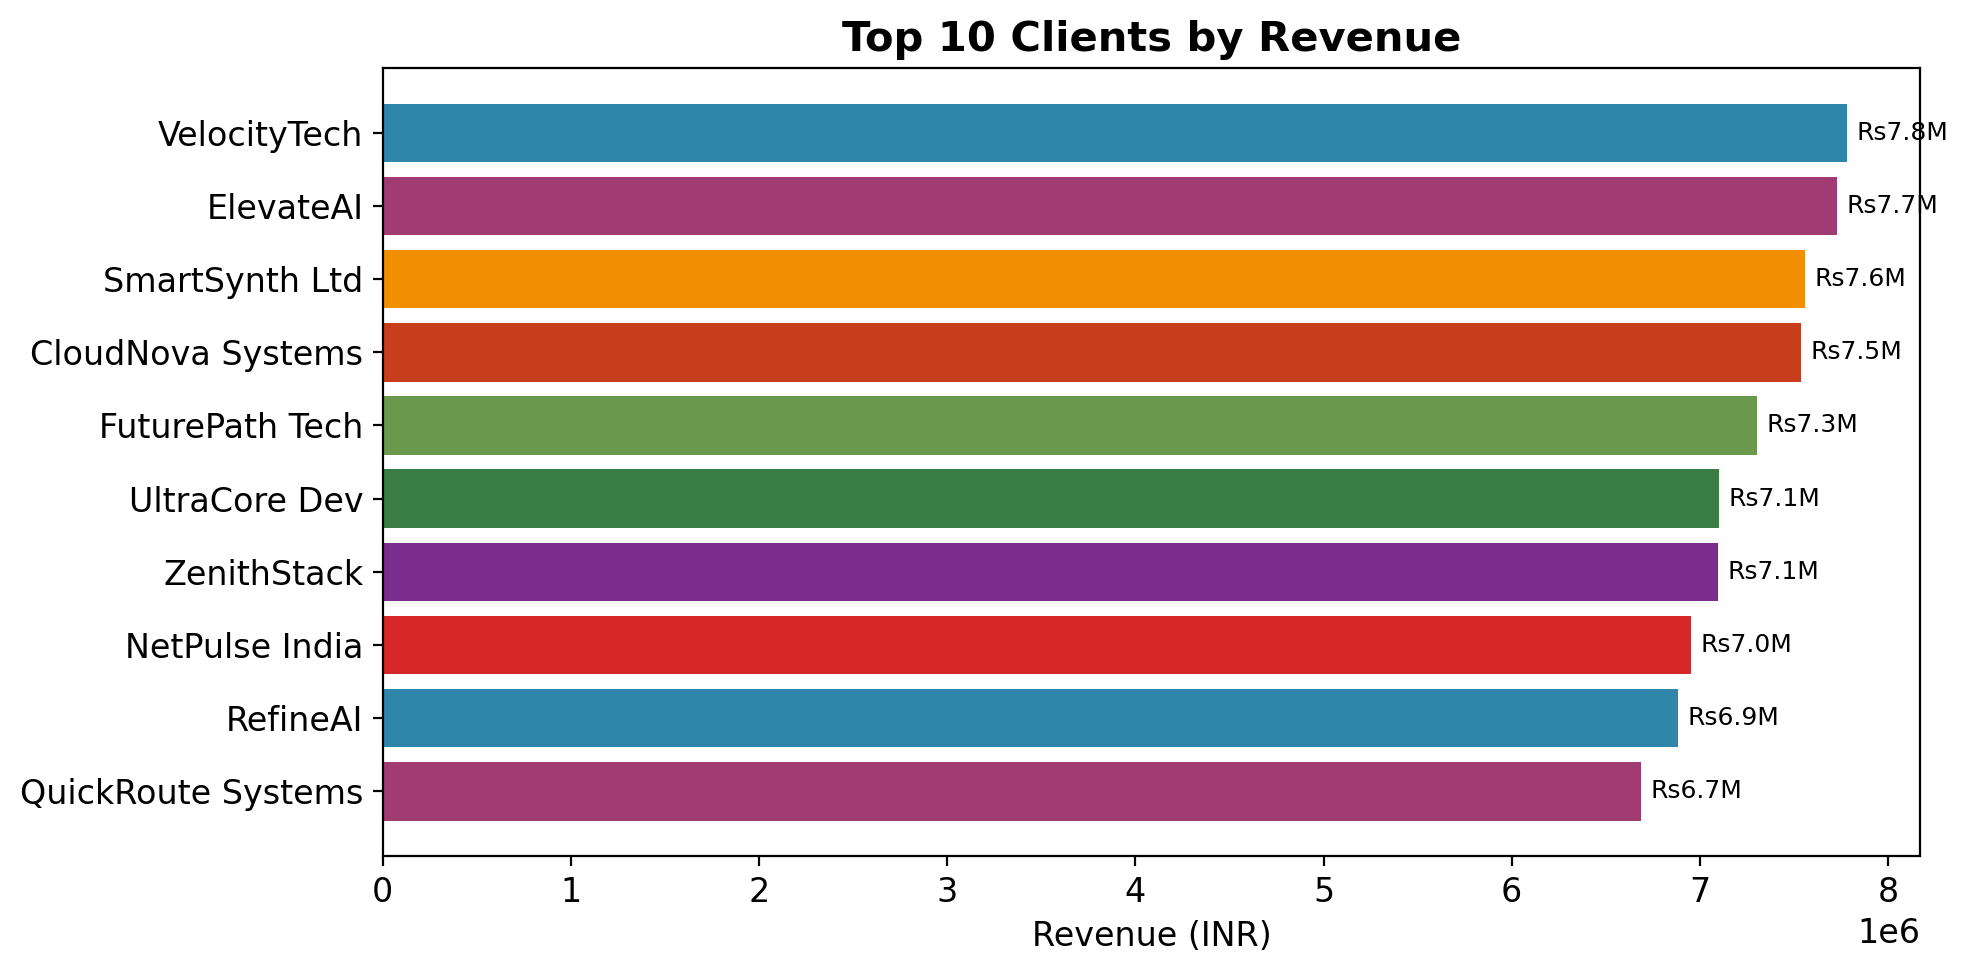 Top 10 Clients by Revenue
VelocityTech Rs7.8M
ElevateAI Rs7.7M
SmartSynth Ltd Rs7.6M
CloudNova Systems Rs7.5M
FuturePath Tech Rs7.3M
UltraCore Dev Rs7.1M
ZenithStack Rs7.1M
NetPulse India Rs7.0M
RefineAI Rs6.9M
QuickRoute Systems Rs6.7M
0 1 2 3 4 5 6 7 8
Revenue (INR) 1e6